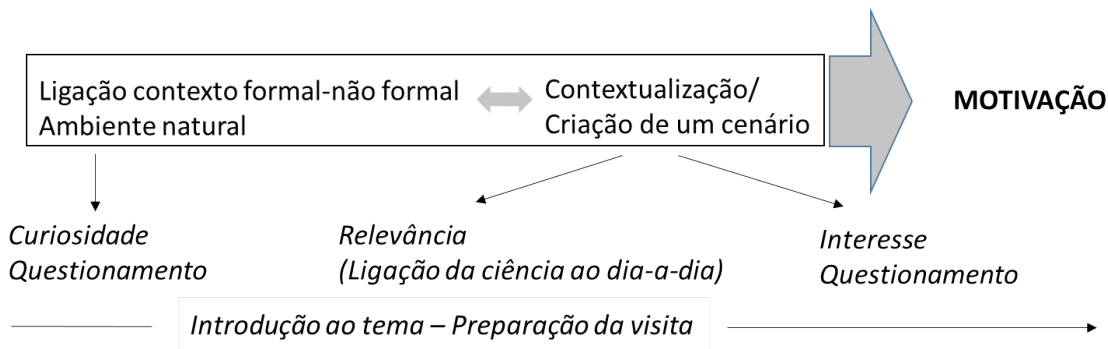 Ligação contexto formal-não formal
Ambiente natural
Contextualização/
Criação de um cenário
MOTIVAÇÃO
Curiosidade
Questionamento
Relevância
(Ligação da ciência ao dia-a-dia)
Interesse
Questionamento
Introdução ao tema – Preparação da visita